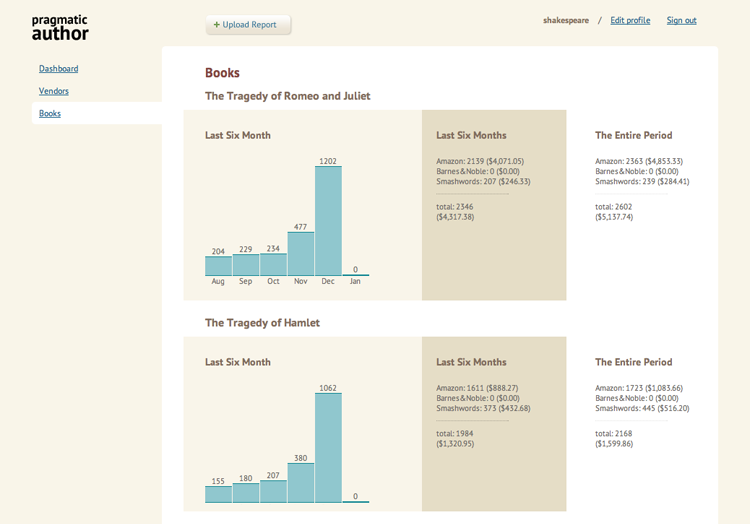 pragmatic
author
+ Upload Report
shakespeare / Edit profile Sign out
Dashboard
Vendors
Books
Books
The Tragedy of Romeo and Juliet
Last Six Month
1202
477
204 229 234
0
Aug Sep Oct Nov Dec Jan
Last Six Months
Amazon: 2139 ($4,071.05)
Barnes&Noble: 0 ($0.00)
Smashwords: 207 ($246.33)
total: 2346
($4,317.38)
The Entire Period
Amazon: 2363 ($4,853.33)
Barnes&Noble: 0 ($0.00)
Smashwords: 239 ($284.41)
total: 2602
($5,137.74)
The Tragedy of Hamlet
Last Six Month
1062
380
155 180 207
0
Last Six Months
Amazon: 1611 ($888.27)
Barnes&Noble: 0 ($0.00)
Smashwords: 373 ($432.68)
total: 1984
($1,320.95)
The Entire Period
Amazon: 1723 ($1,083.66)
Barnes&Noble: 0 ($0.00)
Smashwords: 445 ($516.20)
total: 2168
($1,599.86)